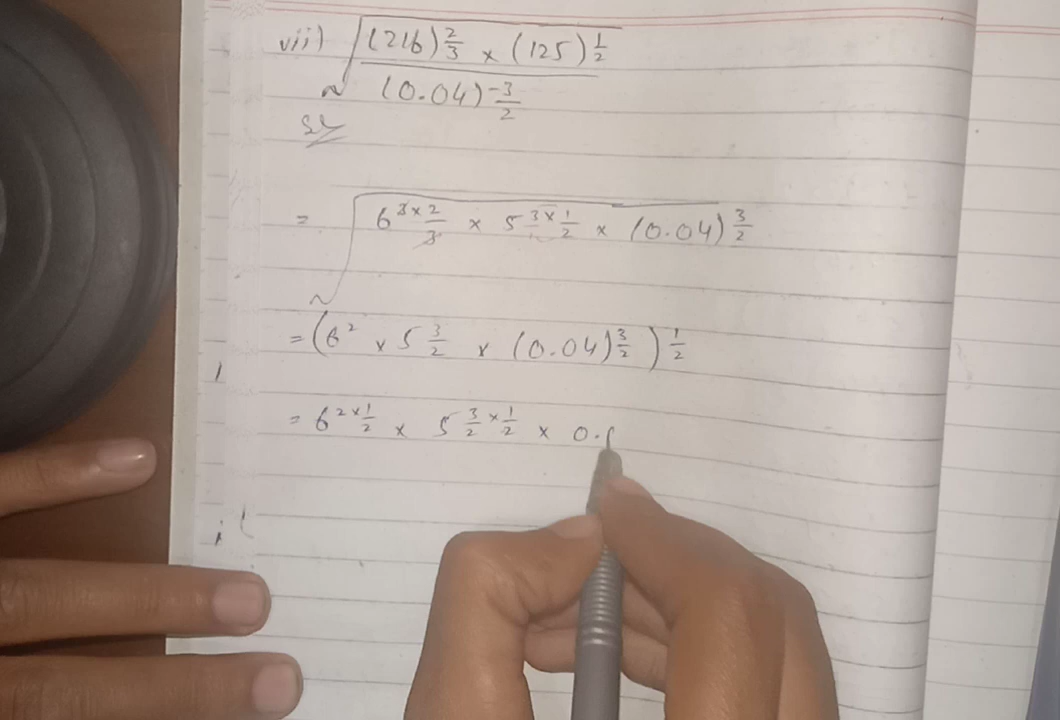 vii) √(216)^2/3 × (125)^1/2
(0.04)^-3/2
= √6^3×2/3 × 5^3×1/2 × (0.04)^3/2
= (6^2 × 5^3/2 × (0.04)^3/2)^1/2
= 6^2×1/2 × 5^3/2×1/2 × 0.